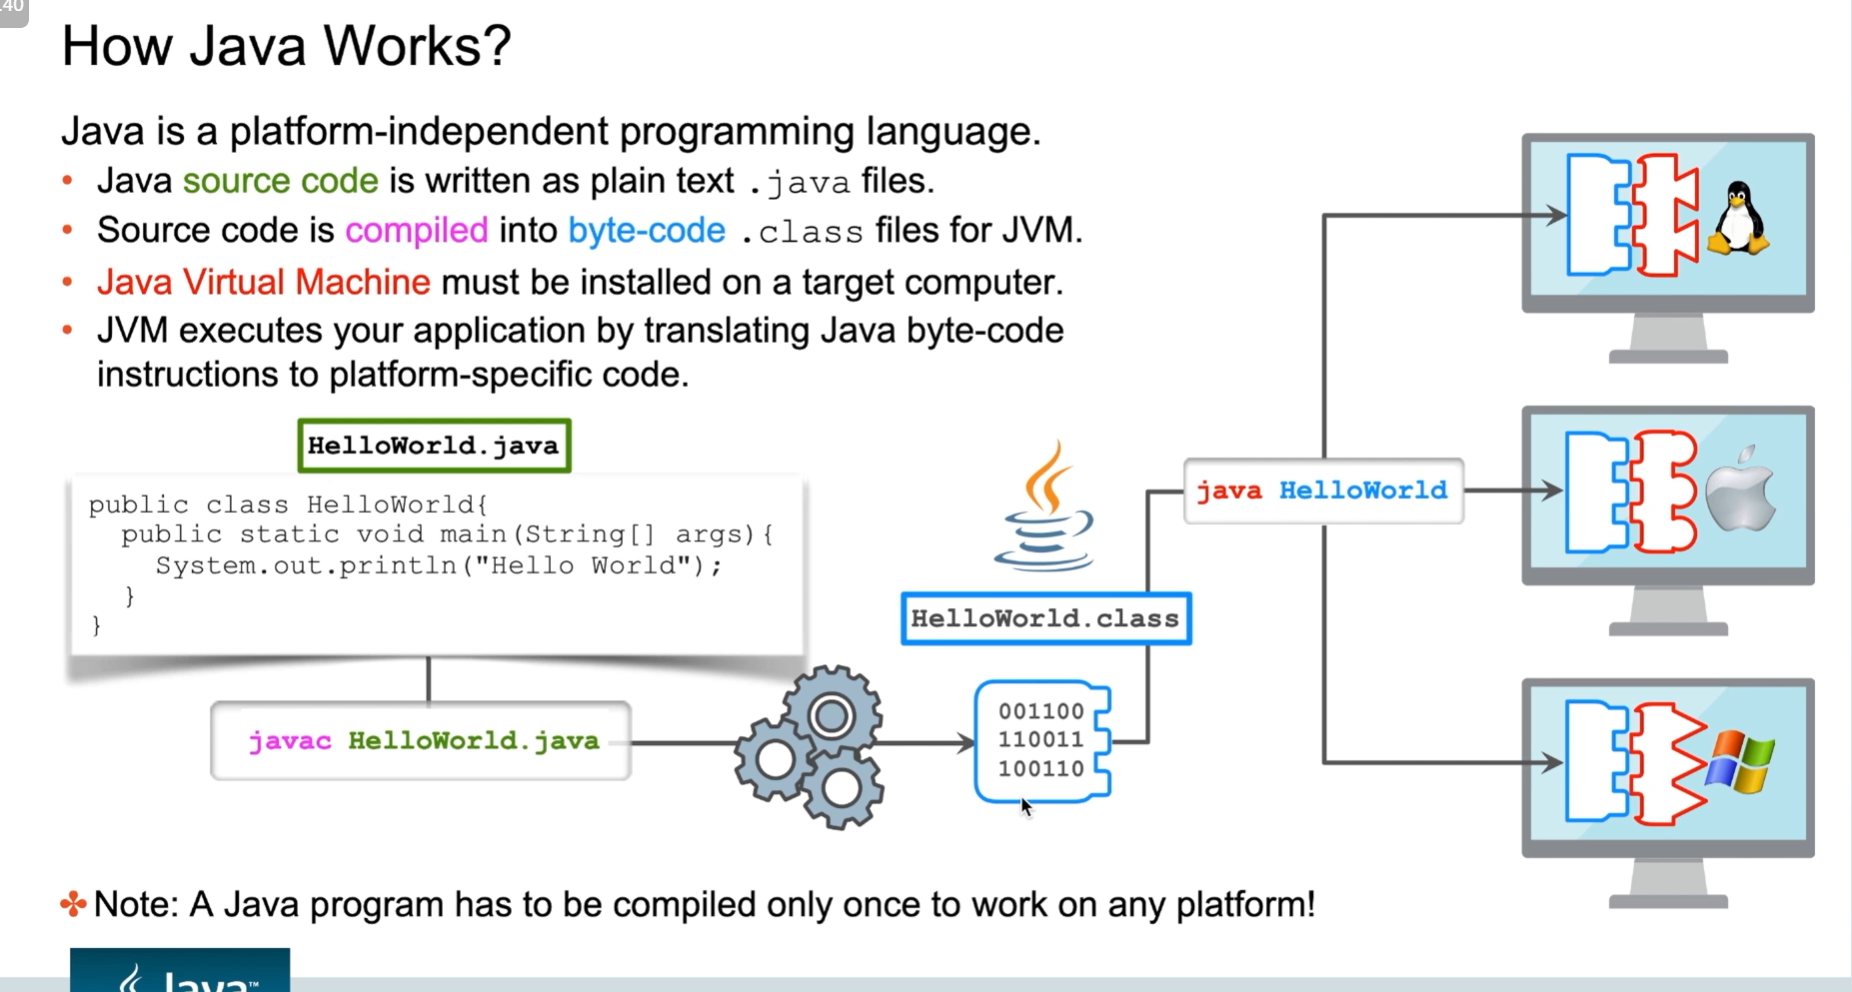 40
How Java Works?
Java is a platform-independent programming language.
• Java source code is written as plain text .java files.
• Source code is compiled into byte-code .class files for JVM.
• Java Virtual Machine must be installed on a target computer.
• JVM executes your application by translating Java byte-code
instructions to platform-specific code.
HelloWorld.java
public class HelloWorld{
public static void main(String[] args){
System.out.println("Hello World");
}
}
javac HelloWorld.java
HelloWorld.class
001100
110011
100110
java HelloWorld
Note: A Java program has to be compiled only once to work on any platform!
Java™